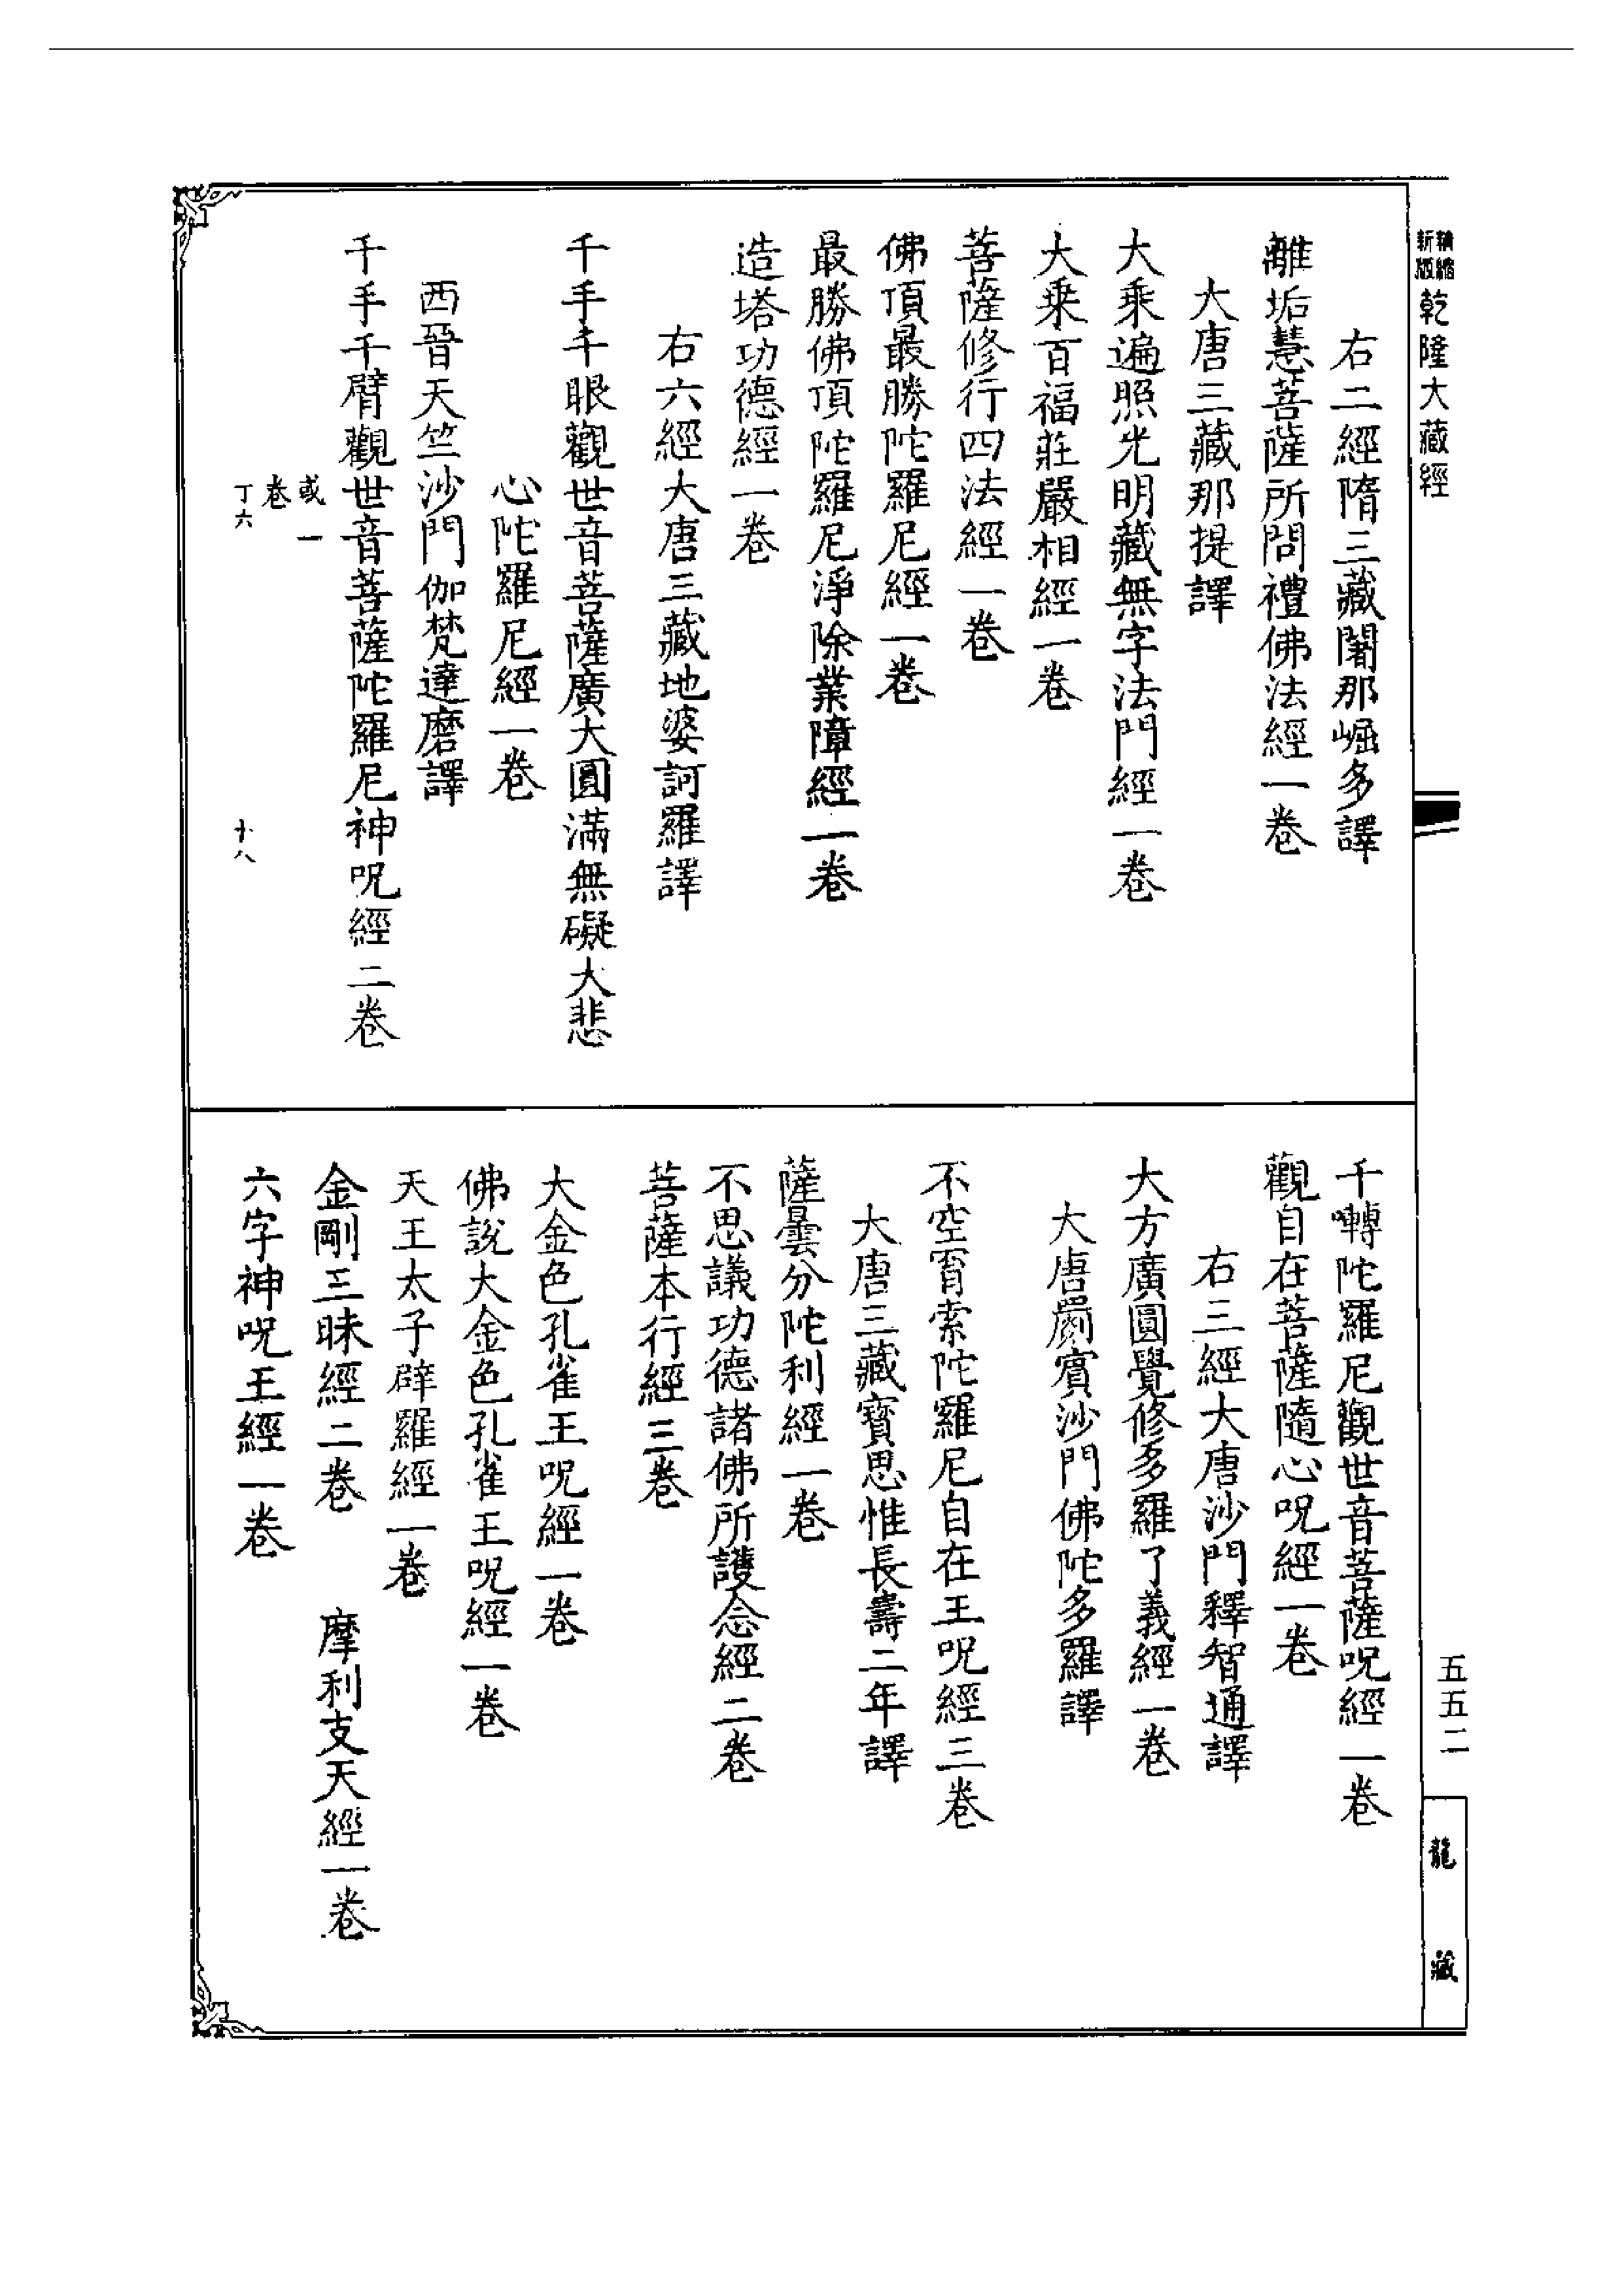 精縮新版乾隆大藏經
右二經隋三藏闍那崛多譯
離垢慧菩薩所問禮佛法經一卷
大唐三藏那提譯
大乘遍照光明藏無字法門經一卷
大乘百福莊嚴相經一卷
菩薩修行四法經一卷
佛頂最勝陀羅尼經一卷
最勝佛頂陀羅尼淨除業障經一卷
造塔功德經一卷
右六經大唐三藏地婆訶羅譯
千手千眼觀世音菩薩廣大圓滿無礙大悲
心陀羅尼經一卷
西晉天竺沙門伽梵達磨譯
千手千臂觀世音菩薩陀羅尼神呪經二卷
或一
卷
丁六
十八
千囀陀羅尼觀世音菩薩呪經一卷
觀自在菩薩隨心呪經一卷
右三經大唐沙門釋智通譯
大方廣圓覺修多羅了義經一卷
大唐罽賓沙門佛陀多羅譯
不空罥索陀羅尼自在王呪經三卷
大唐三藏寶思惟長壽二年譯
薩曇分陀利經一卷
不思議功德諸佛所護念經二卷
菩薩本行經三卷
大金色孔雀王呪經一卷
佛說大金色孔雀王呪經一卷
天王太子辟羅經一卷
金剛三昧經二卷 摩利支天經一卷
六字神呪王經一卷
五五二
龍藏